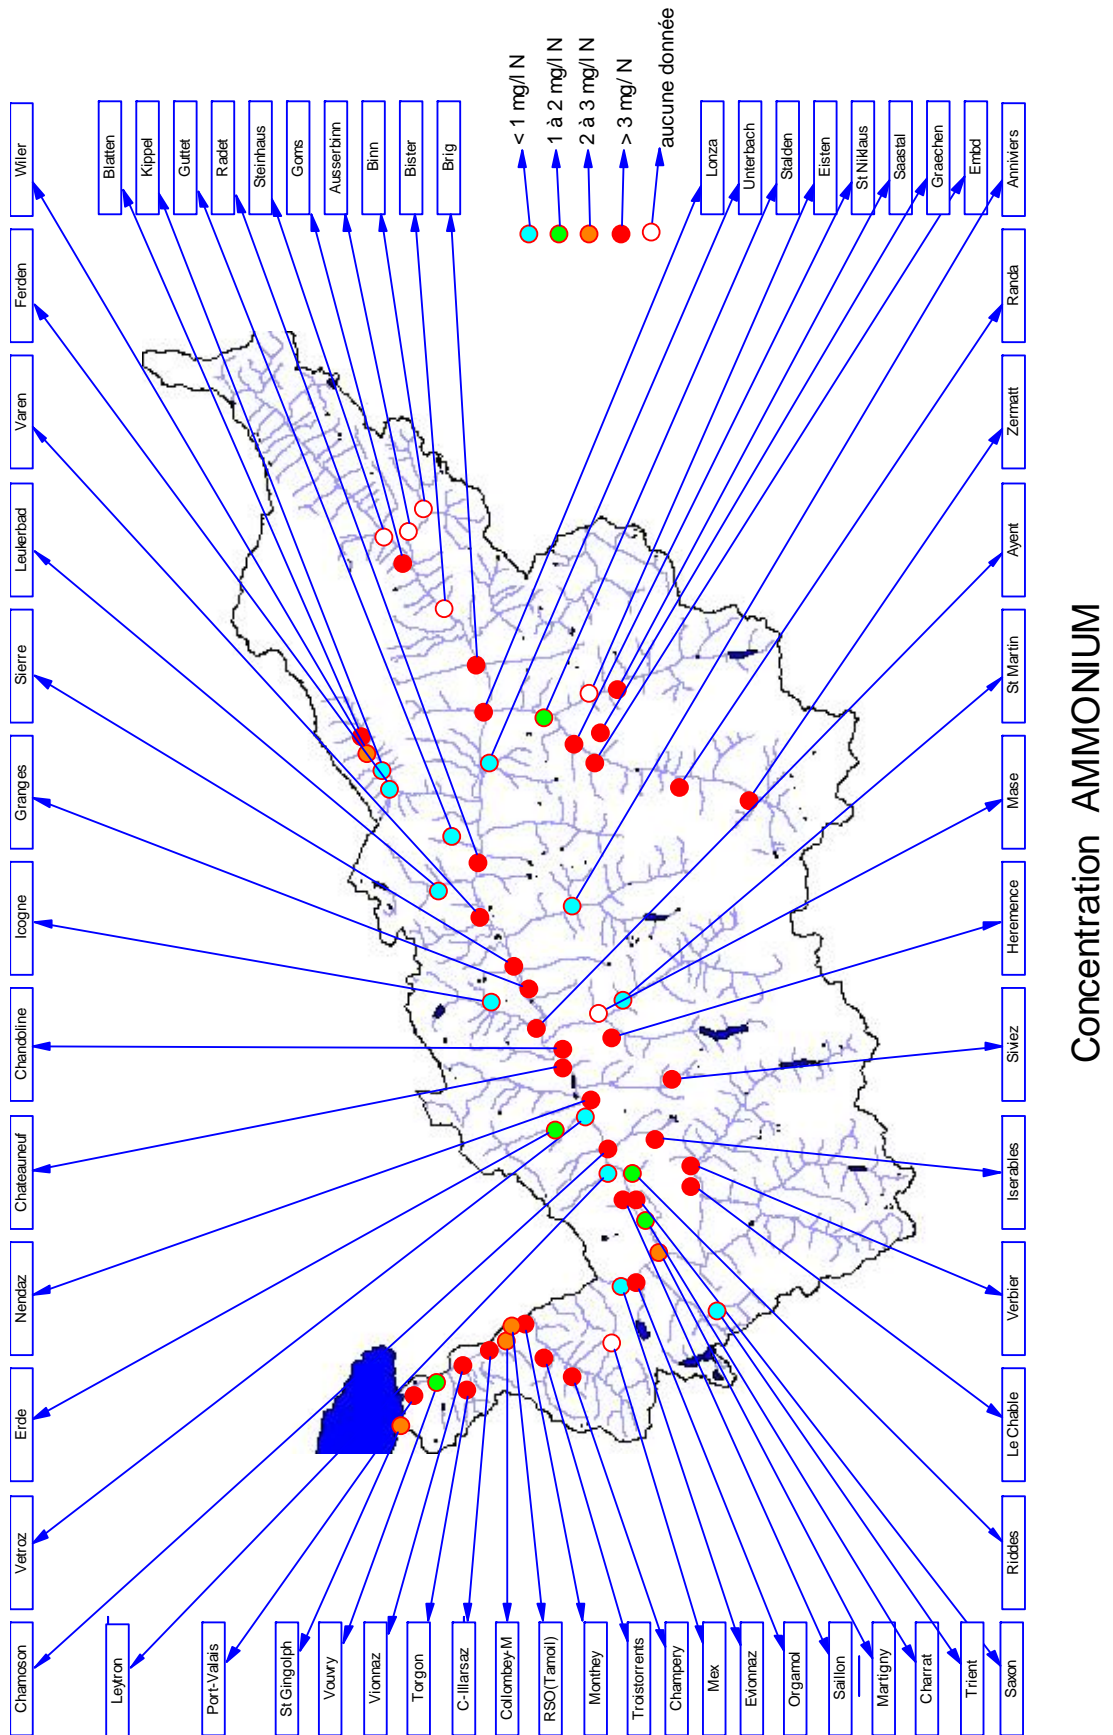 Wiler
Ferden
Varen
Leukerbad
Sierre
Granges
Icogne
Chandoline
Chateauneuf
Nendaz
Erde
Vetroz
Chamoson
Blatten
Kippel
Guttet
Radet
Steinhaus
Goms
Ausserbinn
Binn
Bister
Brig
< 1 mg/l N
1 à 2 mg/l N
2 à 3 mg/l N
> 3 mg/ N
aucune donnée
Lonza
Unterbach
Stalden
Eisten
St Niklaus
Saastal
Graechen
Embd
Anniviers
Randa
Zermatt
Ayent
St Martin
Mase
Heremence
Siviez
Iserables
Verbier
Le Chable
Riddes
Saxon
Leytron
Port-Valais
St Gingolph
Vouvry
Vionnaz
Torgon
C-Illarsaz
Collombey-M
RSO(Tamoil)
Monthey
Troistorrents
Champery
Mex
Evionnaz
Orgamol
Saillon
Martigny
Charrat
Trient
Concentration AMMONIUM